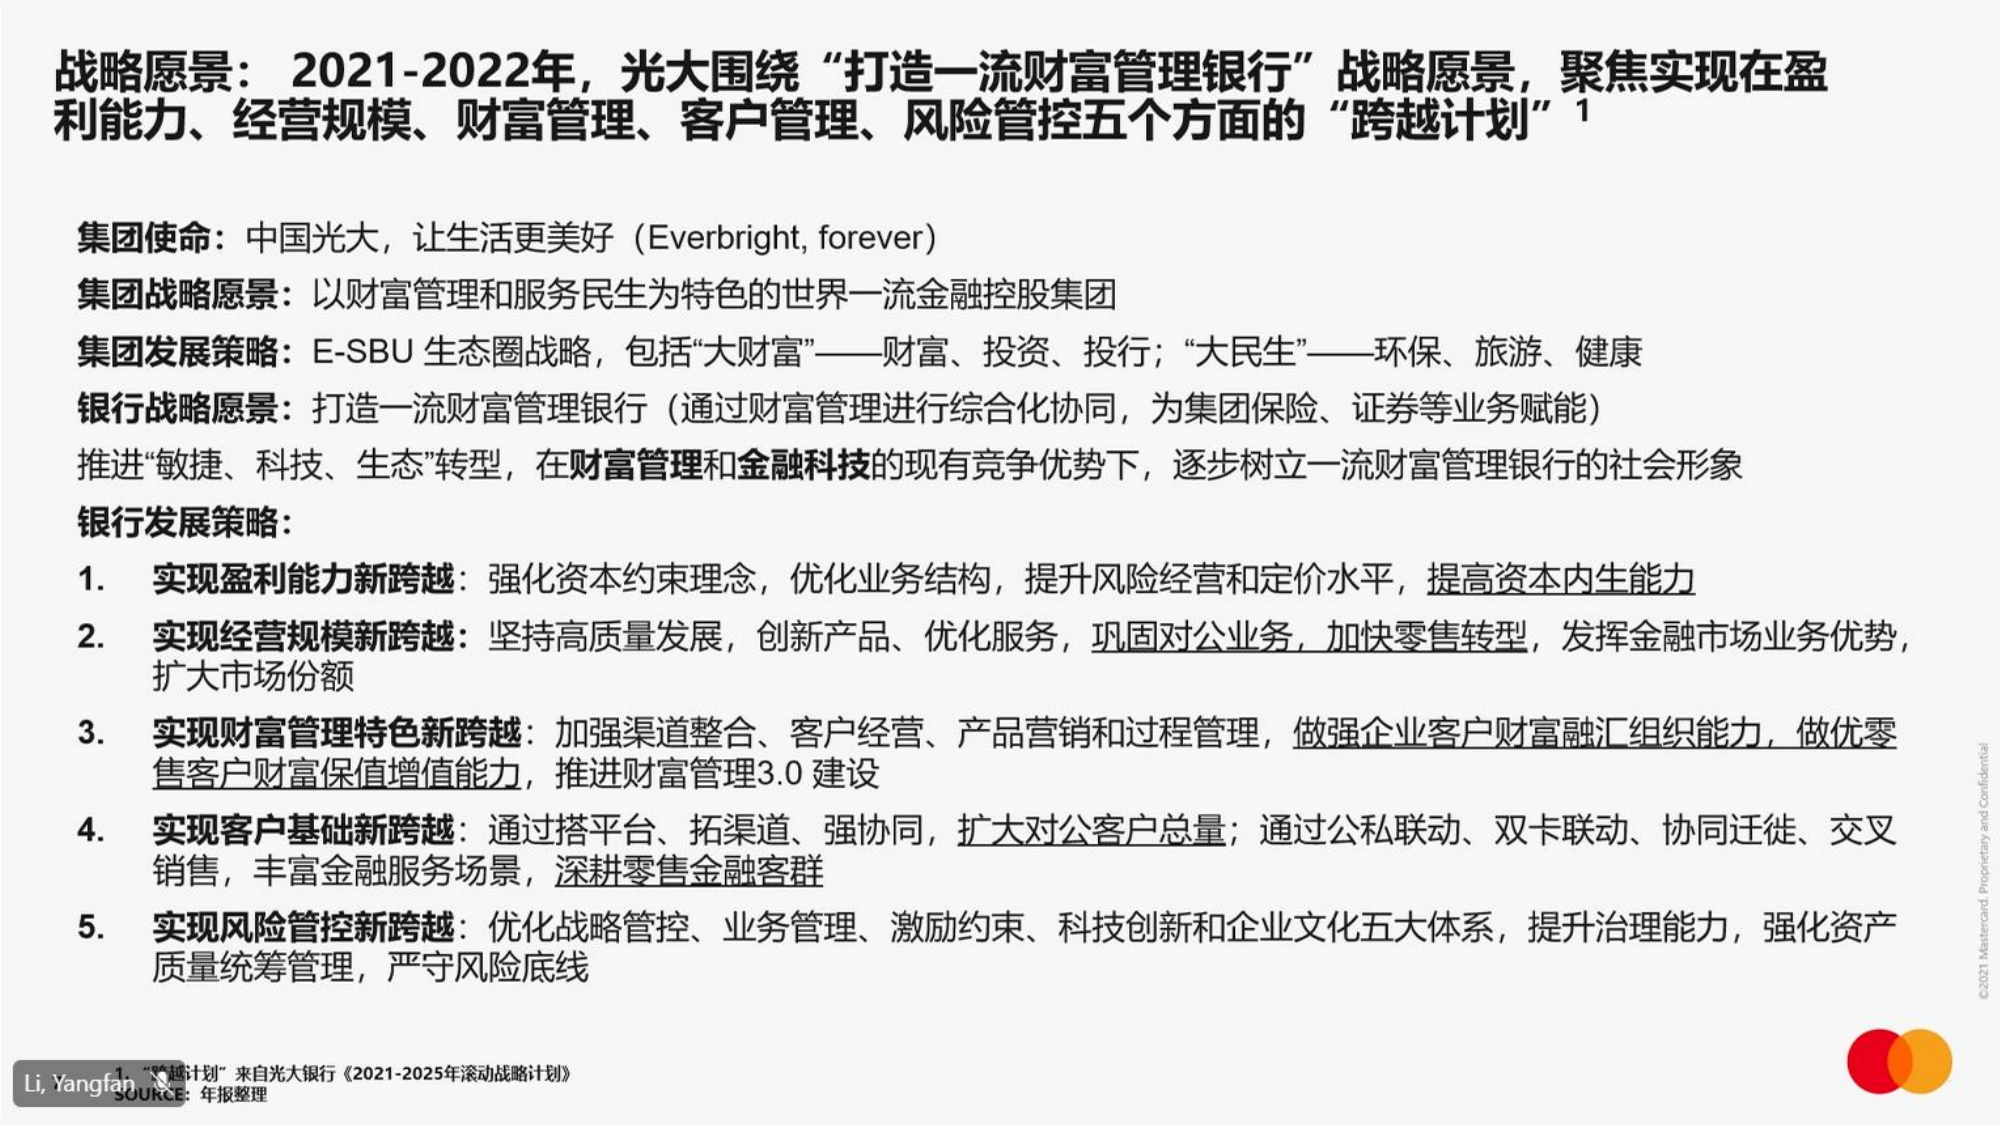 战略愿景： 2021-2022年，光大围绕“打造一流财富管理银行”战略愿景，聚焦实现在盈
利能力、经营规模、财富管理、客户管理、风险管控五个方面的“跨越计划”1
集团使命：中国光大，让生活更美好（Everbright, forever）
集团战略愿景：以财富管理和服务民生为特色的世界一流金融控股集团
集团发展策略：E-SBU 生态圈战略，包括“大财富”——财富、投资、投行；“大民生”——环保、旅游、健康
银行战略愿景：打造一流财富管理银行（通过财富管理进行综合化协同，为集团保险、证券等业务赋能）
推进“敏捷、科技、生态”转型，在财富管理和金融科技的现有竞争优势下，逐步树立一流财富管理银行的社会形象
银行发展策略：
1. 实现盈利能力新跨越：强化资本约束理念，优化业务结构，提升风险经营和定价水平，提高资本内生能力
2. 实现经营规模新跨越：坚持高质量发展，创新产品、优化服务，巩固对公业务，加快零售转型，发挥金融市场业务优势，
扩大市场份额
3. 实现财富管理特色新跨越：加强渠道整合、客户经营、产品营销和过程管理，做强企业客户财富融汇组织能力，做优零
售客户财富保值增值能力，推进财富管理3.0 建设
4. 实现客户基础新跨越：通过搭平台、拓渠道、强协同，扩大对公客户总量；通过公私联动、双卡联动、协同迁徙、交叉
销售，丰富金融服务场景，深耕零售金融客群
5. 实现风险管控新跨越：优化战略管控、业务管理、激励约束、科技创新和企业文化五大体系，提升治理能力，强化资产
质量统筹管理，严守风险底线
1. “跨越计划”来自光大银行《2021-2025年滚动战略计划》
SOURCE：年报整理
Li, Yangfan
©2021 Mastercard. Proprietary and Confidential